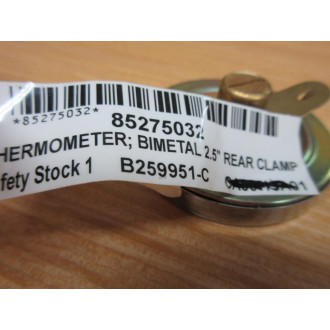 *85275032*
85275032
HERMOMETER; BIMETAL 2.5" REAR CLAMP
fety Stock 1 B259951-C